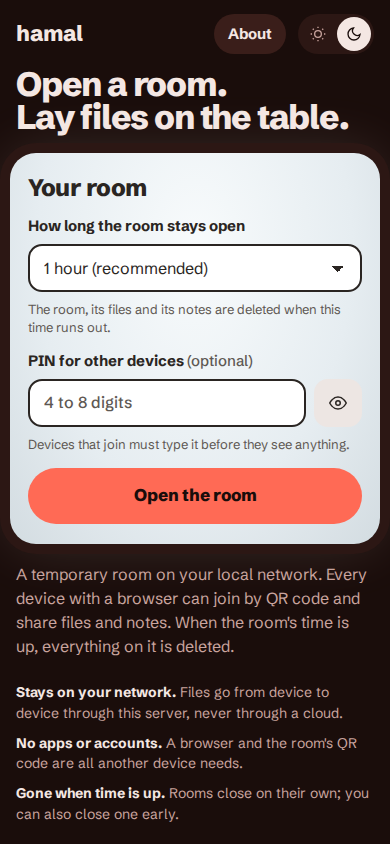 hamal
About
Open a room.
Lay files on the table.
Your room
How long the room stays open
1 hour (recommended)
The room, its files and its notes are deleted when this
time runs out.
PIN for other devices (optional)
4 to 8 digits
Devices that join must type it before they see anything.
Open the room
A temporary room on your local network. Every
device with a browser can join by QR code and
share files and notes. When the room's time is
up, everything on it is deleted.
Stays on your network. Files go from device to
device through this server, never through a cloud.
No apps or accounts. A browser and the room's QR
code are all another device needs.
Gone when time is up. Rooms close on their own; you
can also close one early.